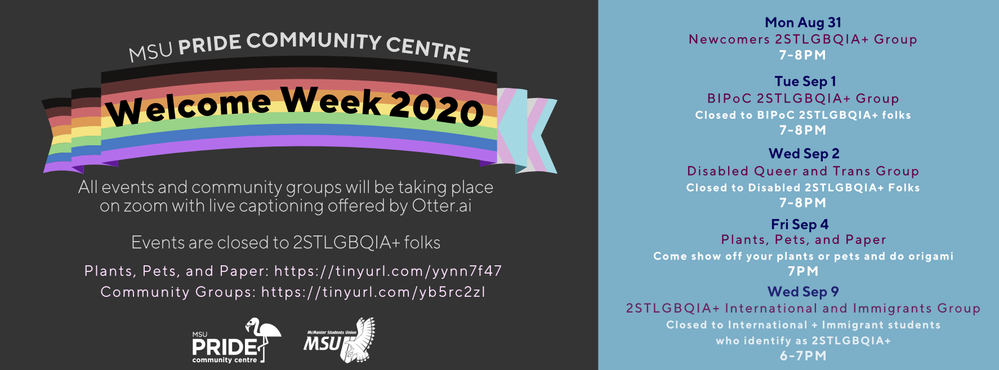 MSU PRIDE COMMUNITY CENTRE
Welcome Week 2020
All events and community groups will be taking place
on zoom with live captioning offered by Otter.ai
Events are closed to 2STLGBQIA+ folks
Plants, Pets, and Paper: https://tinyurl.com/yynn7f47
Community Groups: https://tinyurl.com/yb5rc2zl
MSU
PRIDE
community centre
McMaster Students Union
MSU
Mon Aug 31
Newcomers 2STLGBQIA+ Group
7-8PM
Tue Sep 1
BIPoC 2STLGBQIA+ Group
Closed to BIPoC 2STLGBQIA+ folks
7-8PM
Wed Sep 2
Disabled Queer and Trans Group
Closed to Disabled 2STLGBQIA+ Folks
7-8PM
Fri Sep 4
Plants, Pets, and Paper
Come show off your plants or pets and do origami
7PM
Wed Sep 9
2STLGBQIA+ International and Immigrants Group
Closed to International + Immigrant students
who identify as 2STLGBQIA+
6-7PM